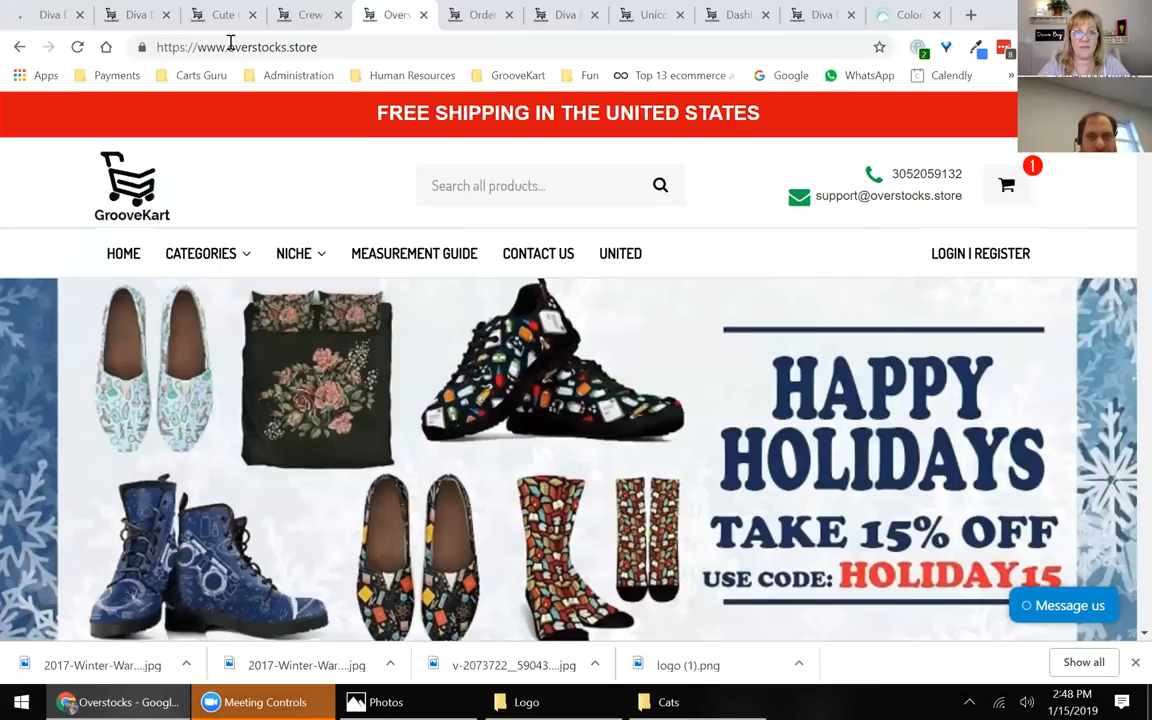 Diva
Diva
Cute
Crew
Overs
Order
Diva
Unico
Dash
Diva
Color
https://www.overstocks.store
2
8
Apps
Payments
Carts Guru
Administration
Human Resources
GrooveKart
Fun
Top 13 ecommerce
Google
WhatsApp
Calendly
»
FREE SHIPPING IN THE UNITED STATES
GrooveKart
Search all products...
3052059132
support@overstocks.store
1
HOME
CATEGORIES
NICHE
MEASUREMENT GUIDE
CONTACT US
UNITED
LOGIN | REGISTER
HAPPY
HOLIDAYS
TAKE 15% OFF
USE CODE: HOLIDAY15
Message us
2017-Winter-War....jpg
2017-Winter-War....jpg
v-2073722__59043....jpg
logo (1).png
Show all
Overstocks - Googl...
Meeting Controls
Photos
Logo
Cats
2:48 PM
1/15/2019